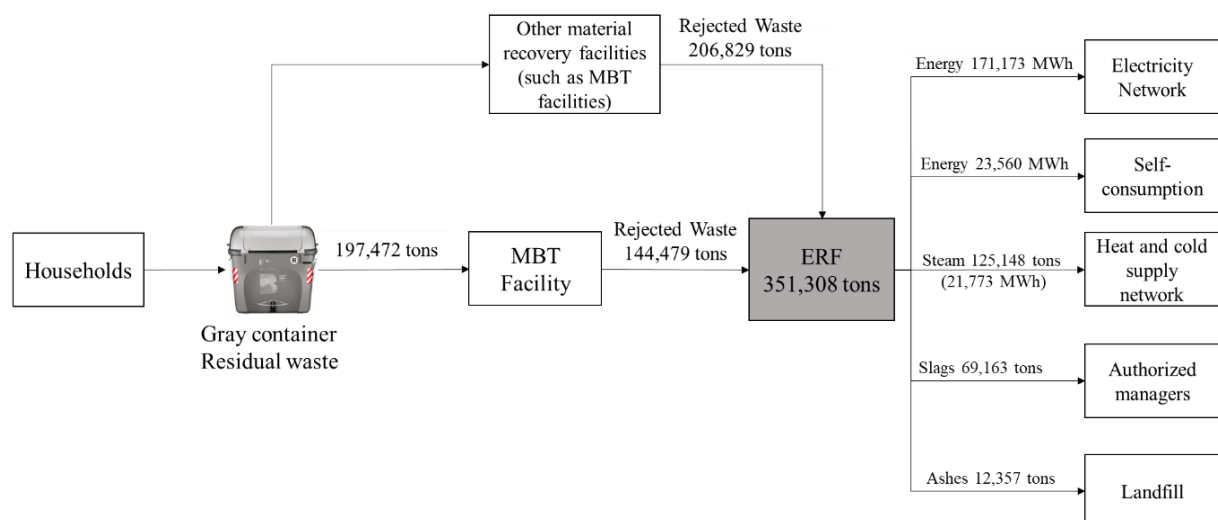 Other material
recovery facilities
(such as MBT
facilities)
Rejected Waste
206,829 tons
Energy 171,173 MWh
Electricity
Network
Energy 23,560 MWh
Self-
consumption
Households
197,472 tons
MBT
Facility
Rejected Waste
144,479 tons
ERF
351,308 tons
Steam 125,148 tons
(21,773 MWh)
Heat and cold
supply
network
B
R
Gray container
Residual waste
Slags 69,163 tons
Authorized
managers
Ashes 12,357 tons
Landfill